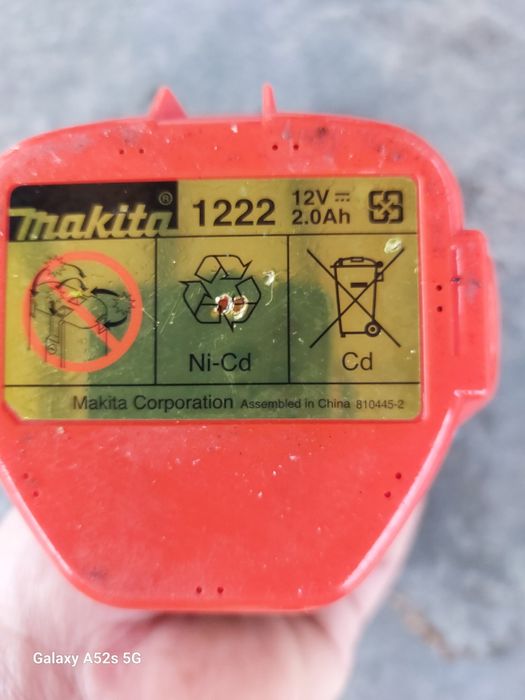 makita® 1222 12V ⎓ 2.0Ah
Ni-Cd Cd
Makita Corporation Assembled in China 810445-2
Galaxy A52s 5G